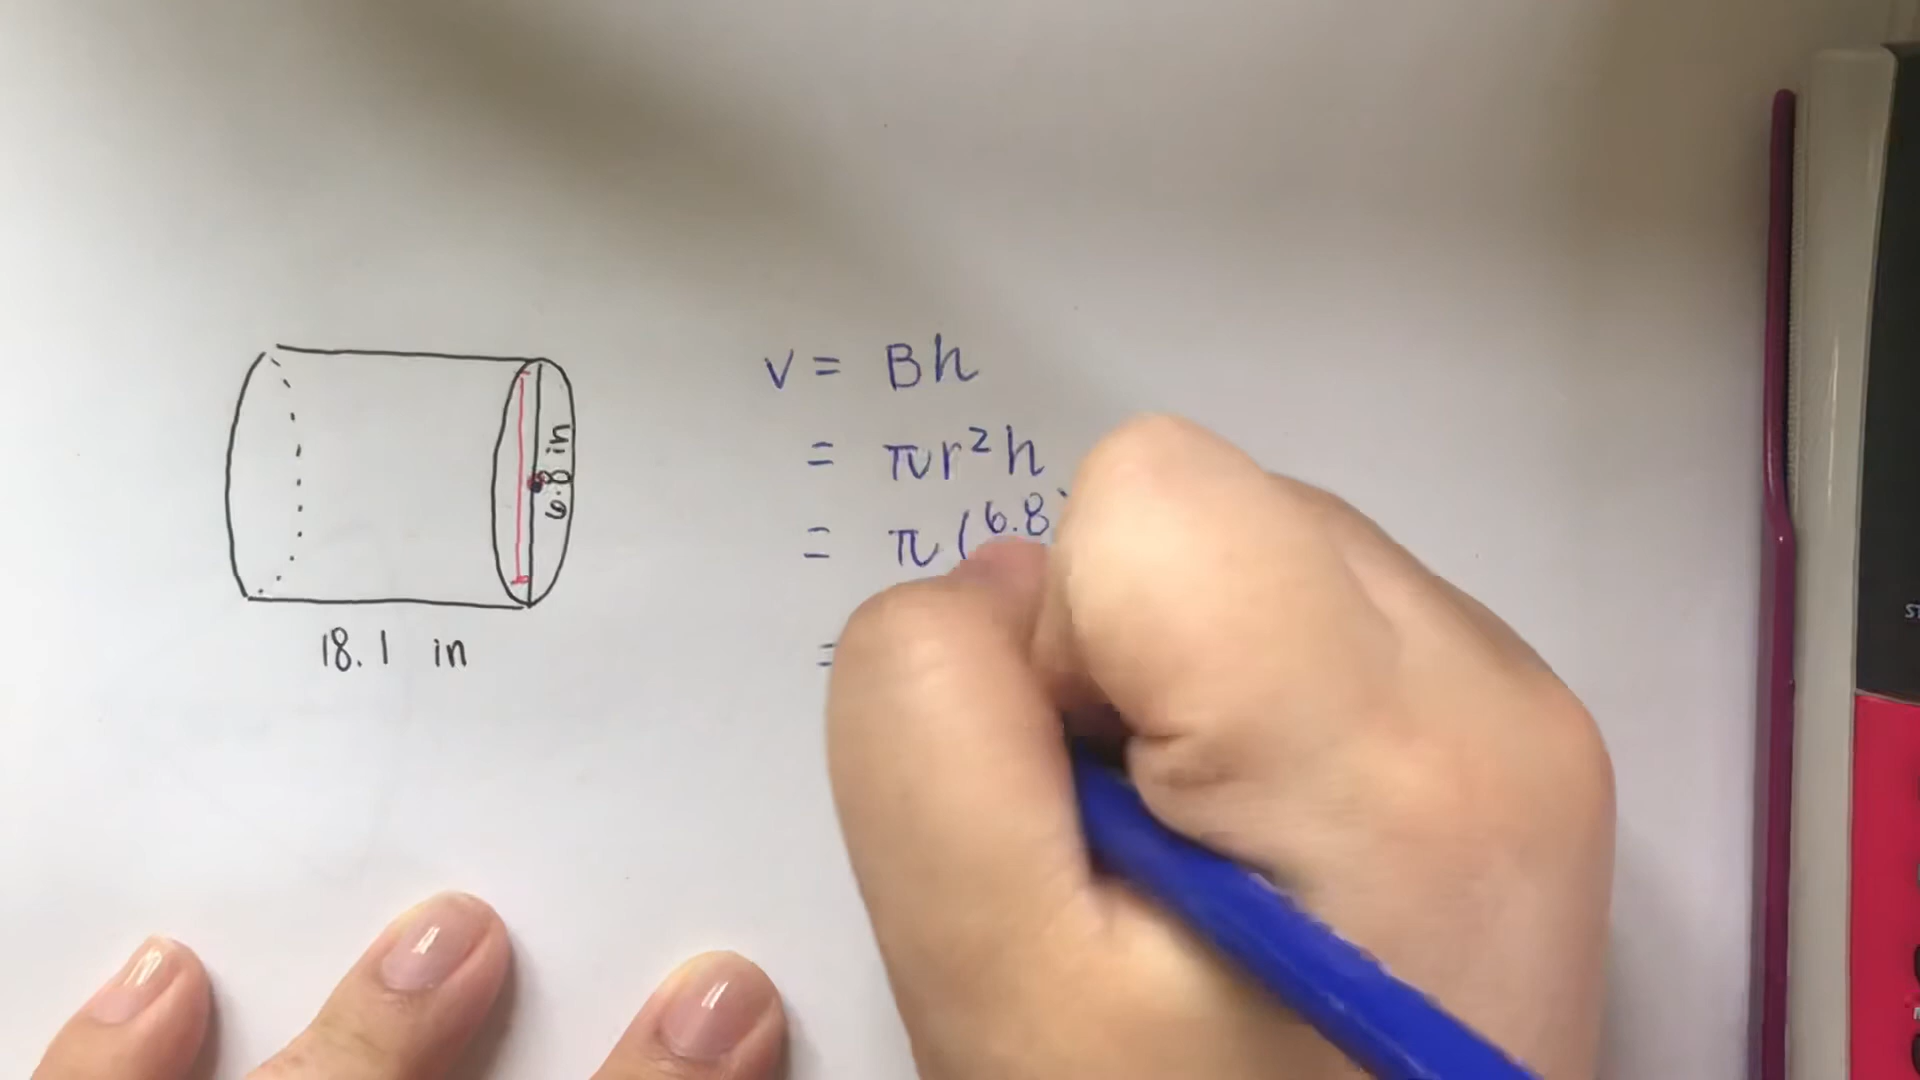 V = Bh
= πr²h
= π (6.8
=
6.8 in
18.1 in